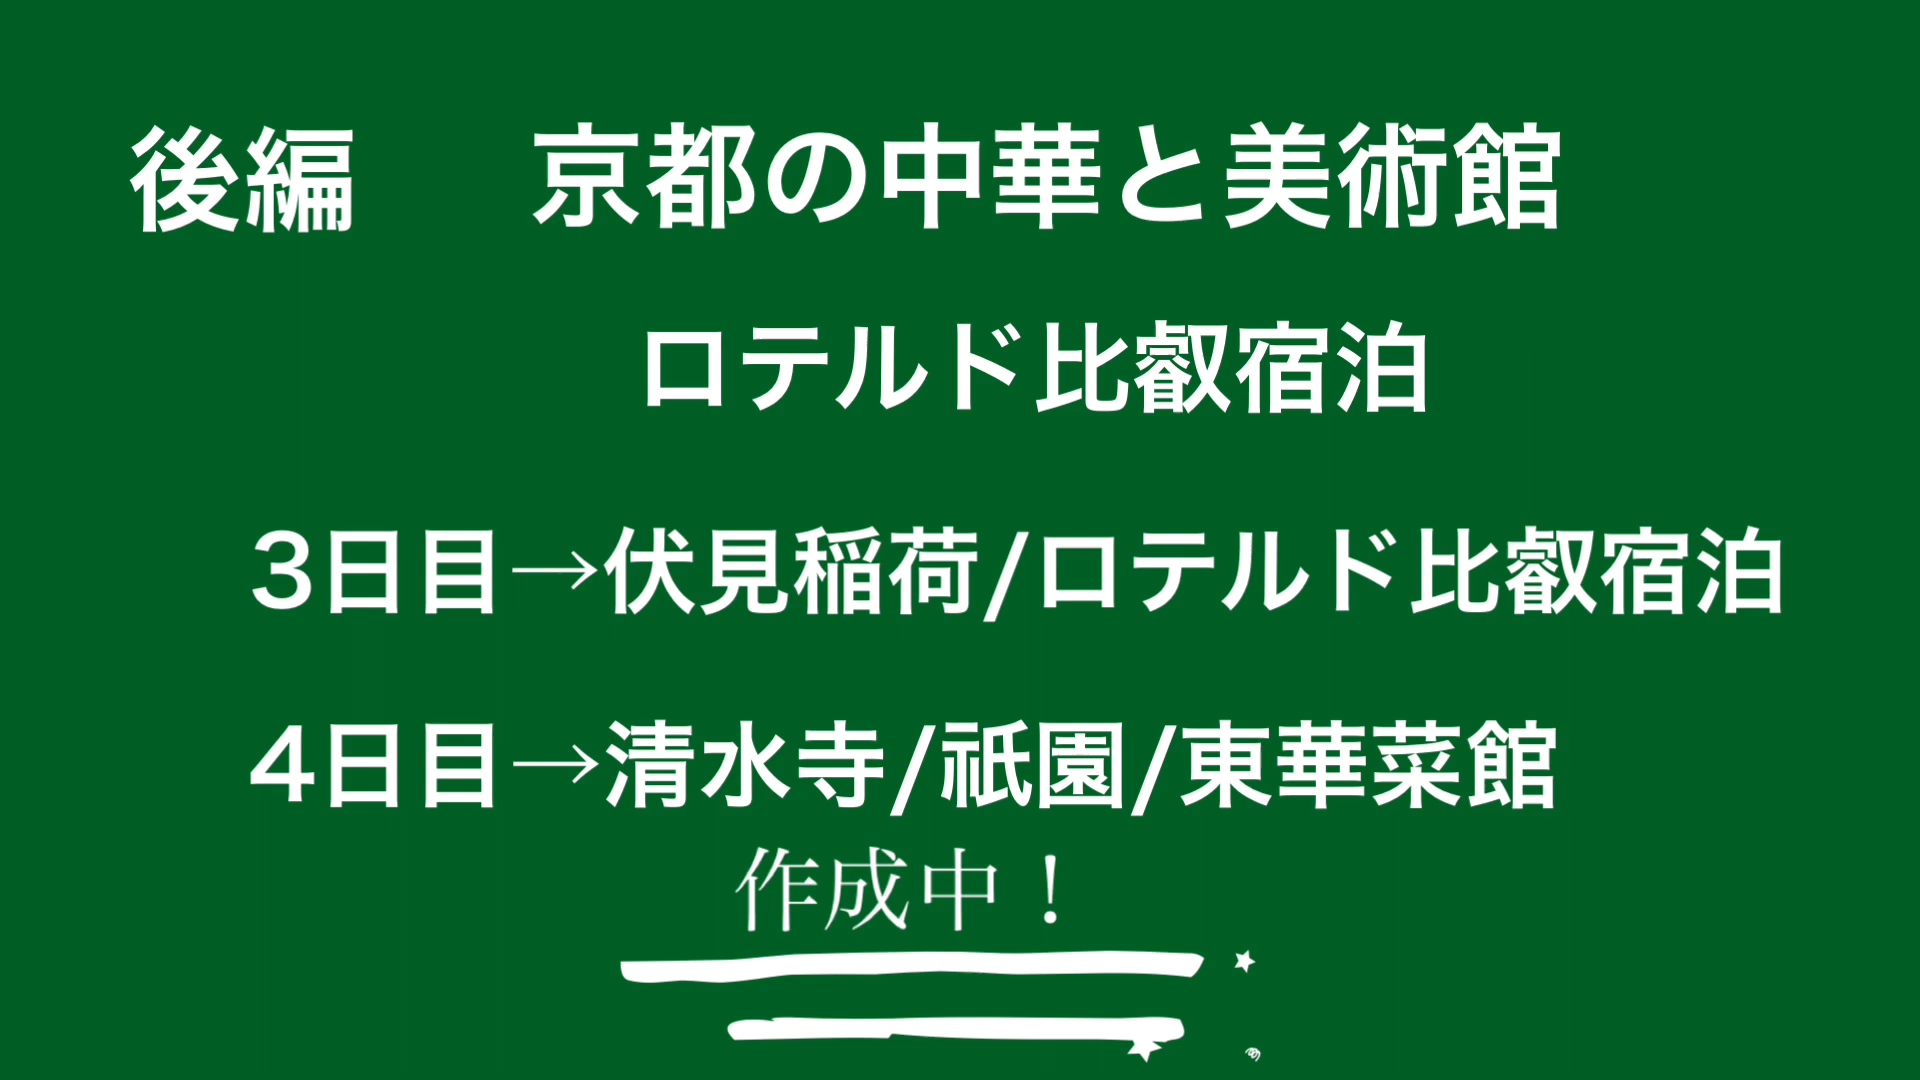 後編　京都の中華と美術館
ロテルド比叡宿泊
3日目→伏見稲荷/ロテルド比叡宿泊
4日目→清水寺/祇園/東華菜館
作成中！